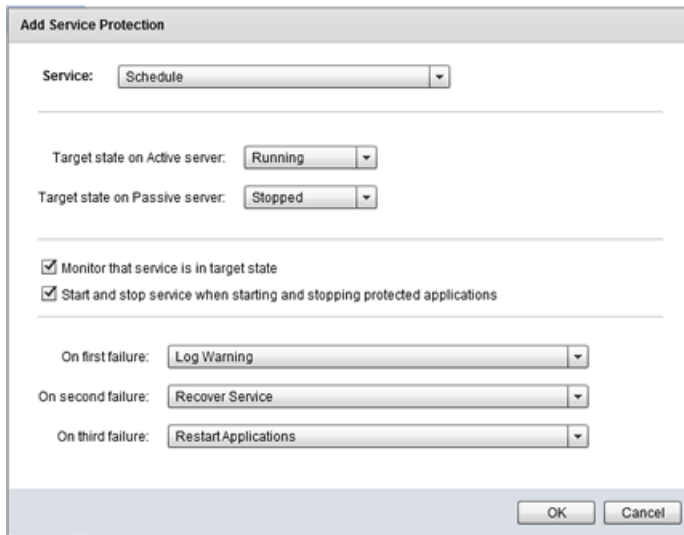 Add Service Protection
Service: Schedule
Target state on Active server: Running
Target state on Passive server: Stopped
Monitor that service is in target state
Start and stop service when starting and stopping protected applications
On first failure: Log Warning
On second failure: Recover Service
On third failure: Restart Applications
OK Cancel